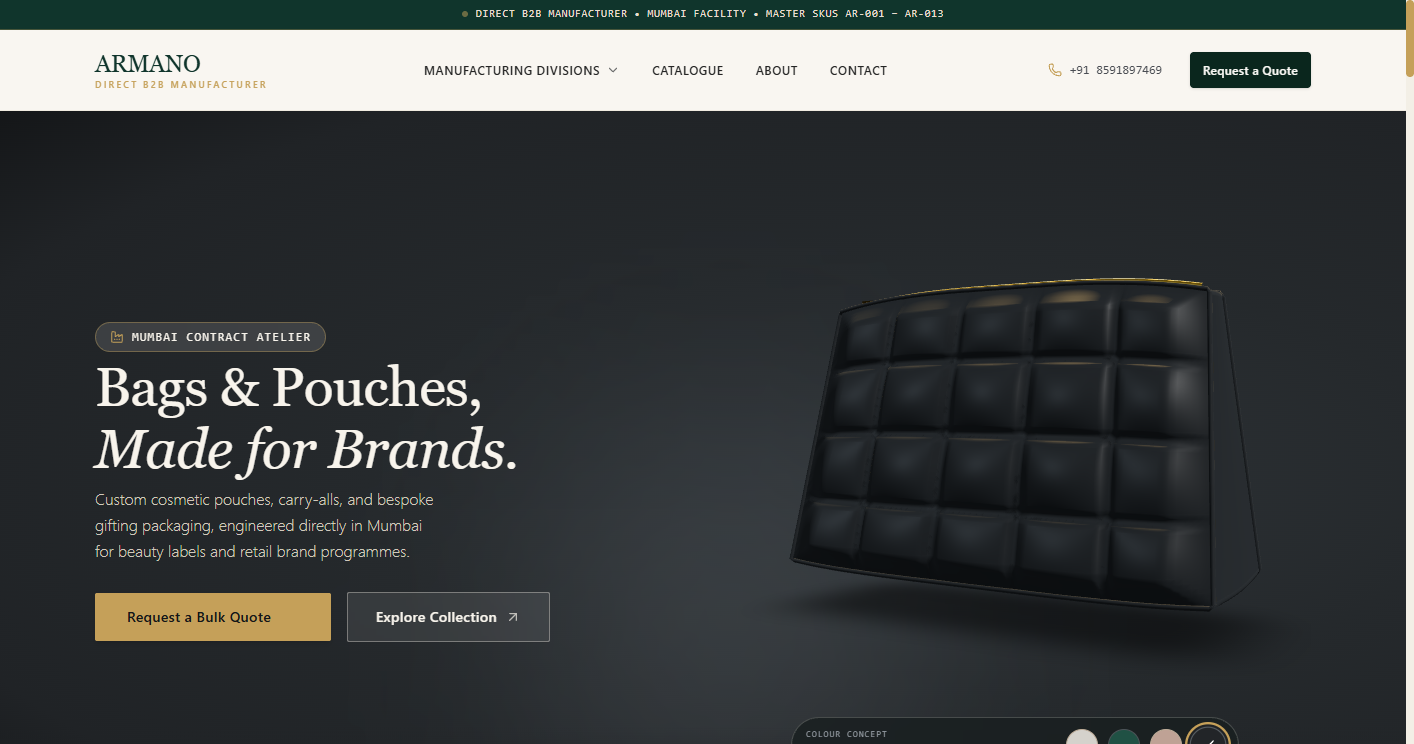 DIRECT B2B MANUFACTURER • MUMBAI FACILITY • MASTER SKUS AR-001 – AR-013
ARMANO
DIRECT B2B MANUFACTURER
MANUFACTURING DIVISIONS
CATALOGUE
ABOUT
CONTACT
+91 8591897469
Request a Quote
MUMBAI CONTRACT ATELIER
Bags & Pouches,
Made for Brands.
Custom cosmetic pouches, carry-alls, and bespoke
gifting packaging, engineered directly in Mumbai
for beauty labels and retail brand programmes.
Request a Bulk Quote
Explore Collection
COLOUR CONCEPT